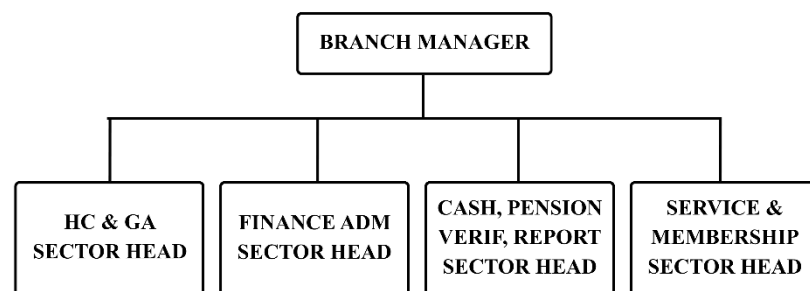 BRANCH MANAGER
HC & GA
SECTOR HEAD
FINANCE ADM
SECTOR HEAD
CASH, PENSION
VERIF, REPORT
SECTOR HEAD
SERVICE &
MEMBERSHIP
SECTOR HEAD